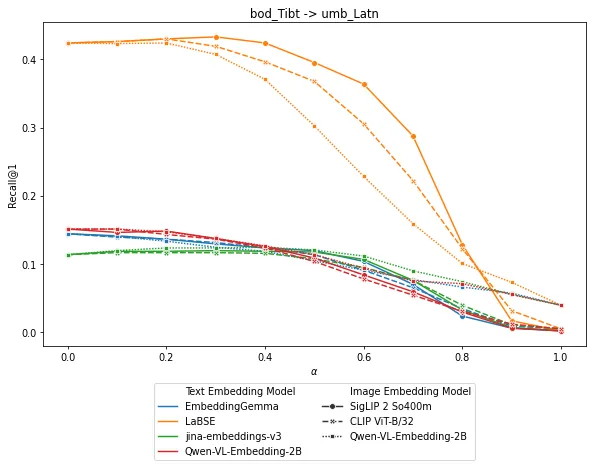 bod_Tibt -> umb_Latn
Recall@1
0.4
0.3
0.2
0.1
0.0
0.0 0.2 0.4 0.6 0.8 1.0
α
Text Embedding Model
EmbeddingGemma
LaBSE
jina-embeddings-v3
Qwen-VL-Embedding-2B
Image Embedding Model
SigLIP 2 So400m
CLIP ViT-B/32
Qwen-VL-Embedding-2B